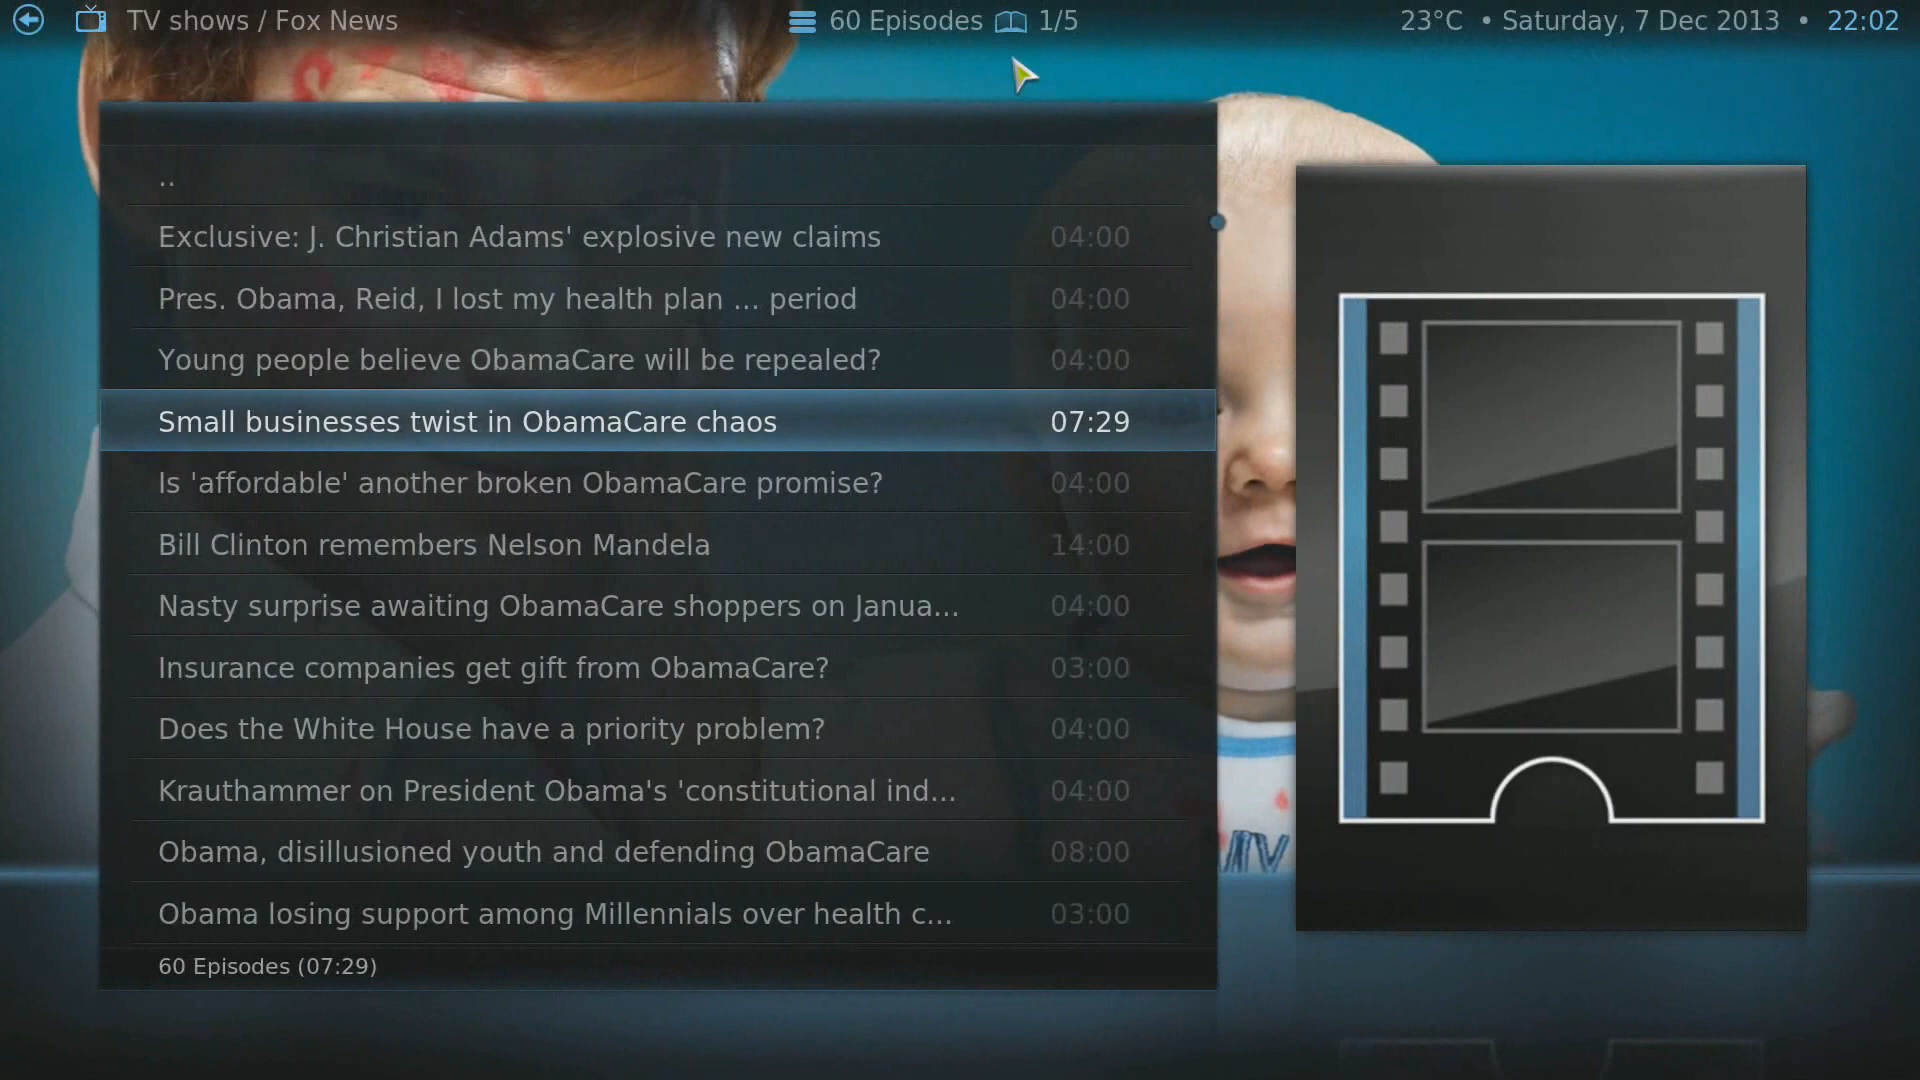 TV shows / Fox News
60 Episodes 1/5
23°C • Saturday, 7 Dec 2013 • 22:02
..
Exclusive: J. Christian Adams' explosive new claims 04:00
Pres. Obama, Reid, I lost my health plan ... period 04:00
Young people believe ObamaCare will be repealed? 04:00
Small businesses twist in ObamaCare chaos 07:29
Is 'affordable' another broken ObamaCare promise? 04:00
Bill Clinton remembers Nelson Mandela 14:00
Nasty surprise awaiting ObamaCare shoppers on Janua... 04:00
Insurance companies get gift from ObamaCare? 03:00
Does the White House have a priority problem? 04:00
Krauthammer on President Obama's 'constitutional ind... 04:00
Obama, disillusioned youth and defending ObamaCare 08:00
Obama losing support among Millennials over health c... 03:00
60 Episodes (07:29)